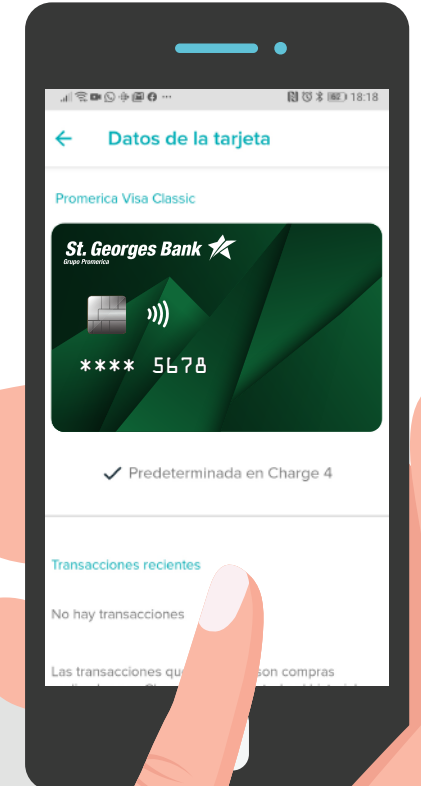 18:18
Datos de la tarjeta
Promerica Visa Classic
St. Georges Bank
Grupo Promerica
**** 5678
Predeterminada en Charge 4
Transacciones recientes
No hay transacciones
Las transacciones son compras